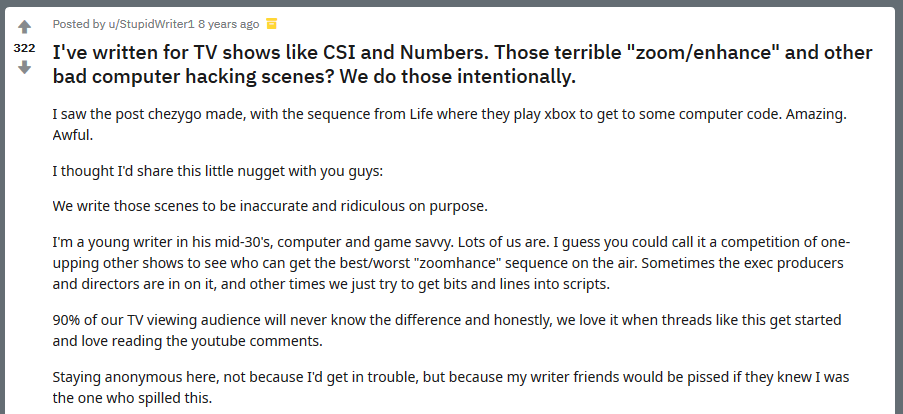 Posted by u/StupidWriter1 8 years ago
322
I've written for TV shows like CSI and Numbers. Those terrible "zoom/enhance" and other
bad computer hacking scenes? We do those intentionally.
I saw the post chezygo made, with the sequence from Life where they play xbox to get to some computer code. Amazing.
Awful.
I thought I'd share this little nugget with you guys:
We write those scenes to be inaccurate and ridiculous on purpose.
I'm a young writer in his mid-30's, computer and game savvy. Lots of us are. I guess you could call it a competition of one-
upping other shows to see who can get the best/worst "zoomhance" sequence on the air. Sometimes the exec producers
and directors are in on it, and other times we just try to get bits and lines into scripts.
90% of our TV viewing audience will never know the difference and honestly, we love it when threads like this get started
and love reading the youtube comments.
Staying anonymous here, not because I'd get in trouble, but because my writer friends would be pissed if they knew I was
the one who spilled this.